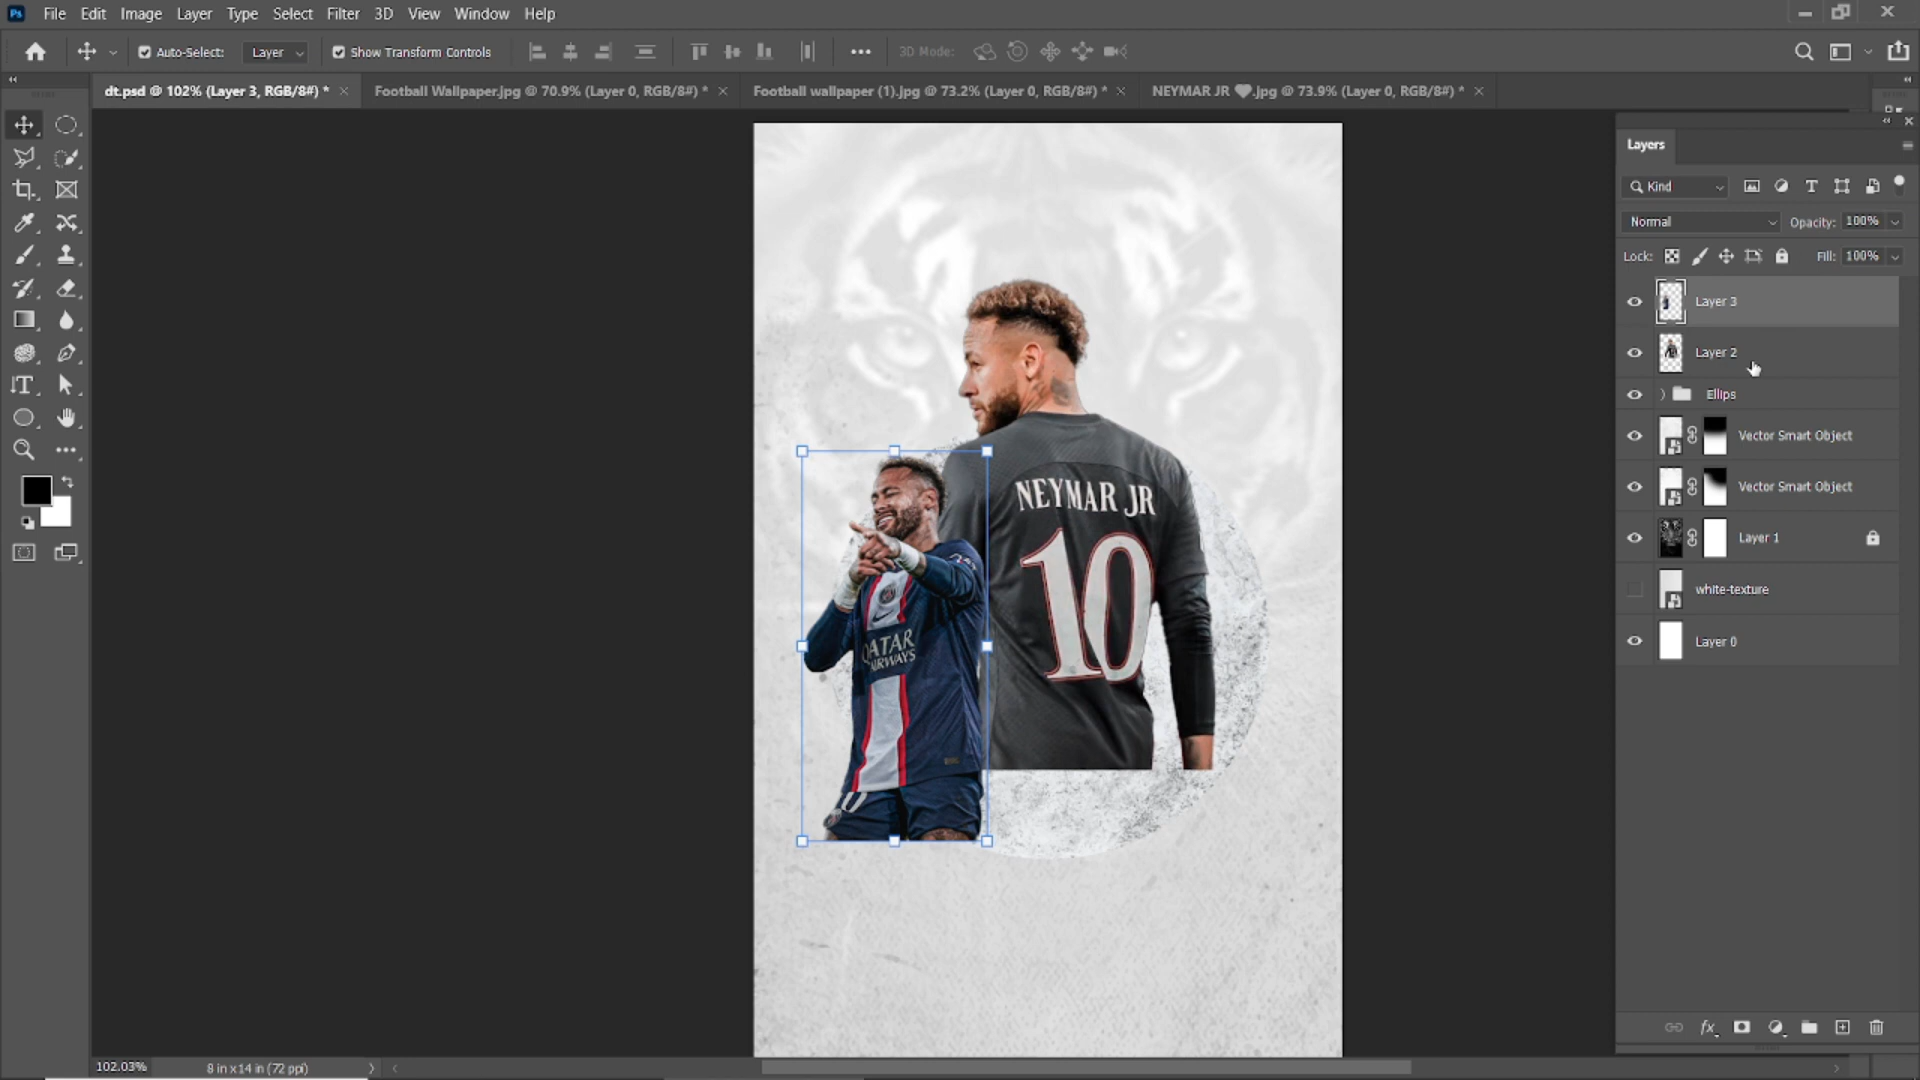 Ps File Edit Image Layer Type Select Filter 3D View Window Help
Auto-Select: Layer Show Transform Controls ••• 3D Mode:
dt.psd @ 102% (Layer 3, RGB/8#) * Football Wallpaper.jpg @ 70.9% (Layer 0, RGB/8#) * Football wallpaper (1).jpg @ 73.2% (Layer 0, RGB/8#) * NEYMAR JR 🖤.jpg @ 73.9% (Layer 0, RGB/8#) *
Layers
Kind
Normal Opacity: 100%
Lock: Fill: 100%
Layer 3
Layer 2
Ellips
Vector Smart Object
Vector Smart Object
Layer 1
white-texture
Layer 0
NEYMAR JR
10
QATAR
AIRWAYS
fx
102.03% 8 in x 14 in (72 ppi)